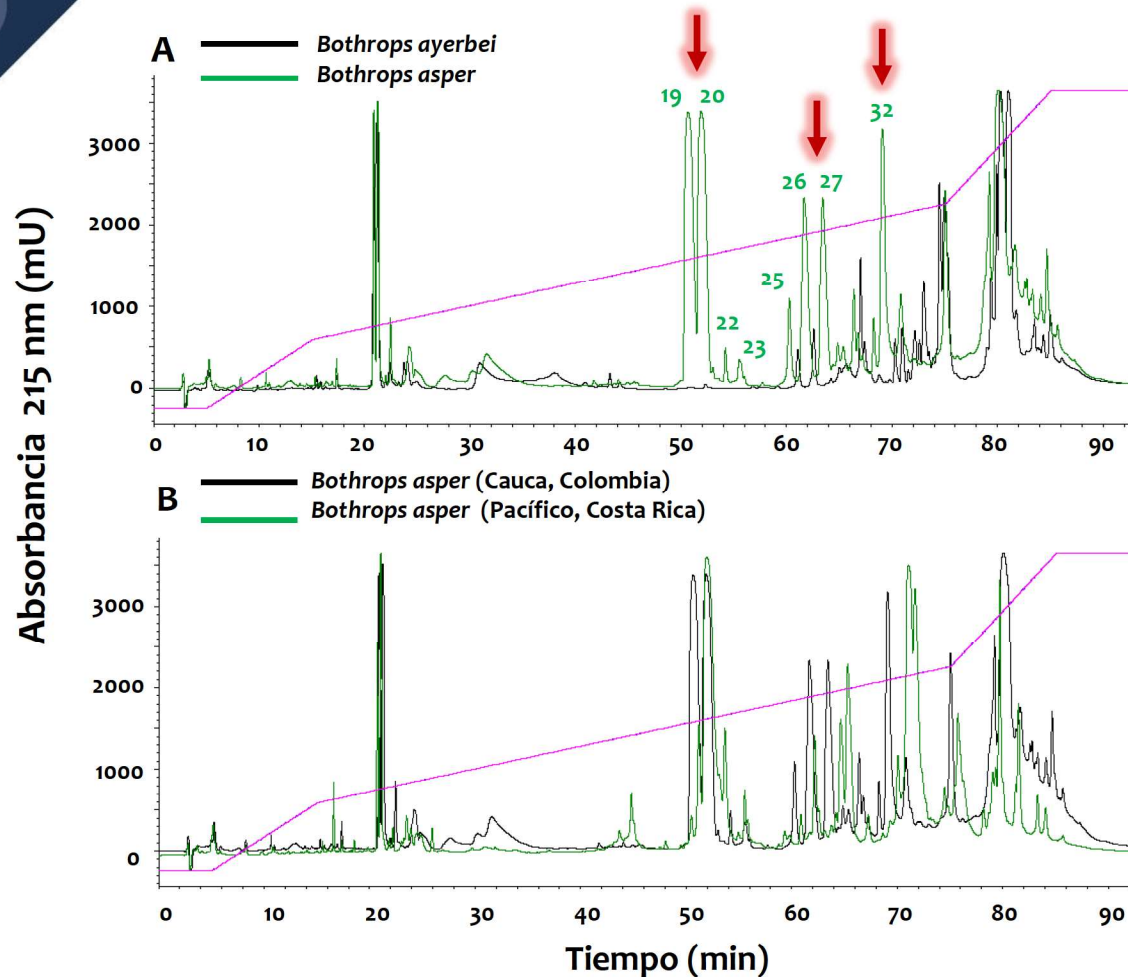 A
Bothrops ayerbei
Bothrops asper
19 20
32
26 27
25
22
23
3000
2000
1000
0
0 10 20 30 40 50 60 70 80 90
B
Bothrops asper (Cauca, Colombia)
Bothrops asper (Pacífico, Costa Rica)
3000
2000
1000
0
0 10 20 30 40 50 60 70 80 90
Absorbancia 215 nm (mU)
Tiempo (min)